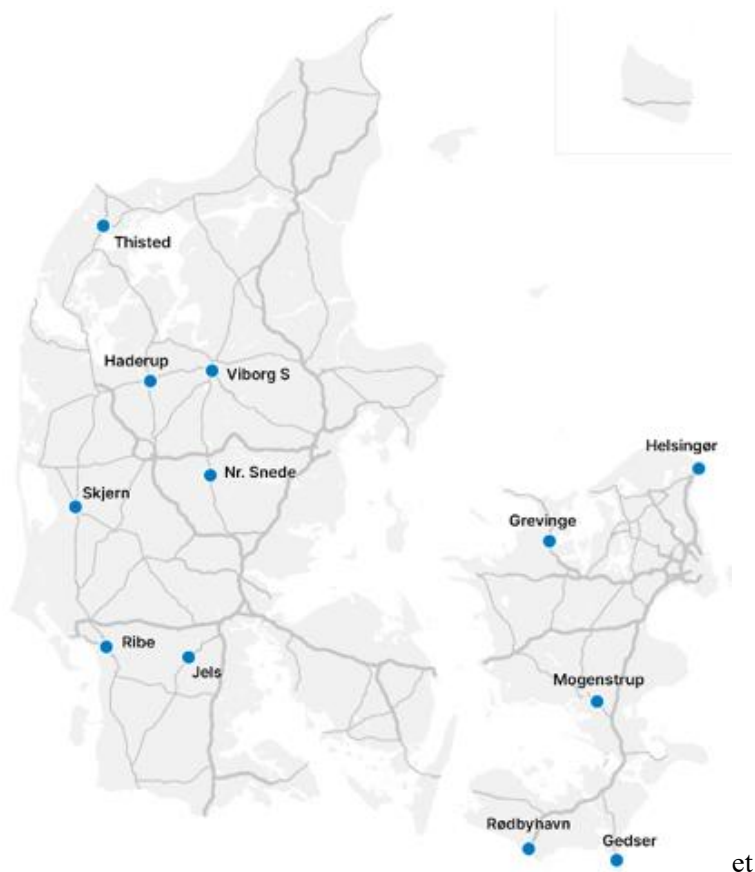 Thisted
Haderup
Viborg S
Helsingør
Nr. Snede
Skjern
Grevinge
Ribe
Jels
Mogenstrup
Rødbyhavn
Gedser
et